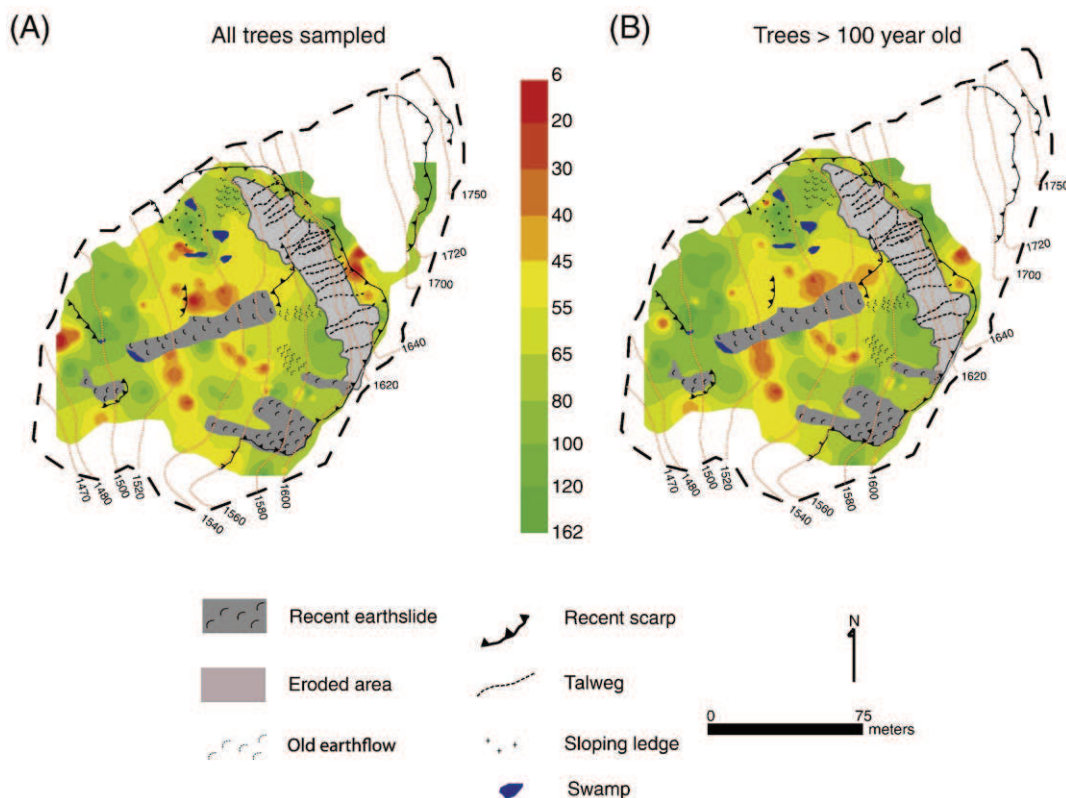 (A)
All trees sampled
(B)
Trees > 100 year old
6
20
30
40
45
55
65
80
100
120
162
1750
1720
1700
1640
1620
1600
1580
1560
1540
1520
1500
1480
1470
1750
1720
1700
1640
1620
1600
1580
1560
1540
1520
1500
1480
1470
Recent earthslide
Recent scarp
N
Eroded area
Talweg
0 75
meters
Old earthflow
Sloping ledge
Swamp